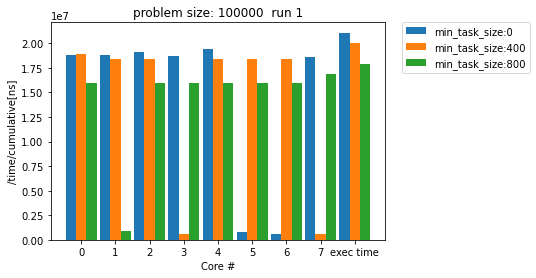 problem size: 100000  run 1
1e7
/time/cumulative[ns]
2.00
1.75
1.50
1.25
1.00
0.75
0.50
0.25
0.00
0 1 2 3 4 5 6 7 exec time
Core #
min_task_size:0
min_task_size:400
min_task_size:800